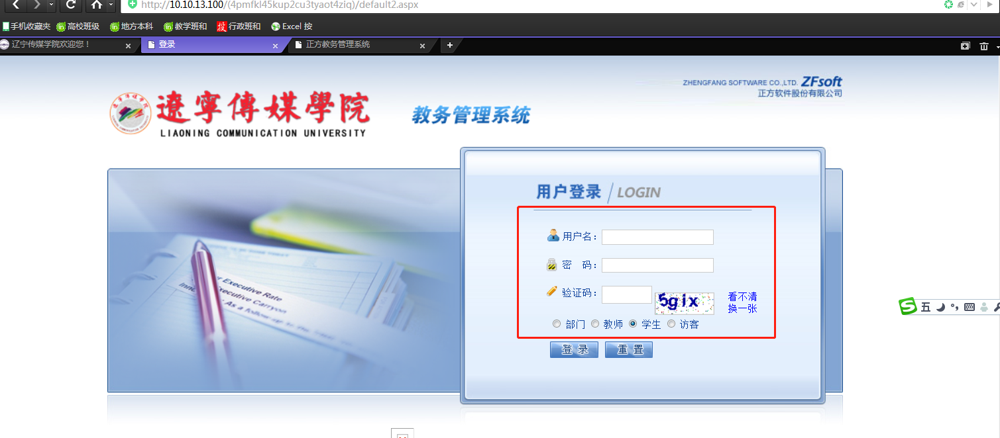 http://10.10.13.100/(4pmfkl45kup2cu3tyaot4ziq)/default2.aspx
手机收藏夹 高校班级 地方本科 教学班和 投 行政班和 Excel 按
辽宁传媒学院欢迎您！ 登录 正方教务管理系统
ZHENGFANG SOFTWARE CO.,LTD. ZFsoft
正方软件股份有限公司
遼寧傳媒學院
LIAONING COMMUNICATION UNIVERSITY
教务管理系统
用户登录 / LOGIN
用户名：
密 码：
验证码：
5gix
看不清
换一张
部门 教师 学生 访客
登 录 重 置
Executive Rate
Executive Carryon
As a follow up to the
五